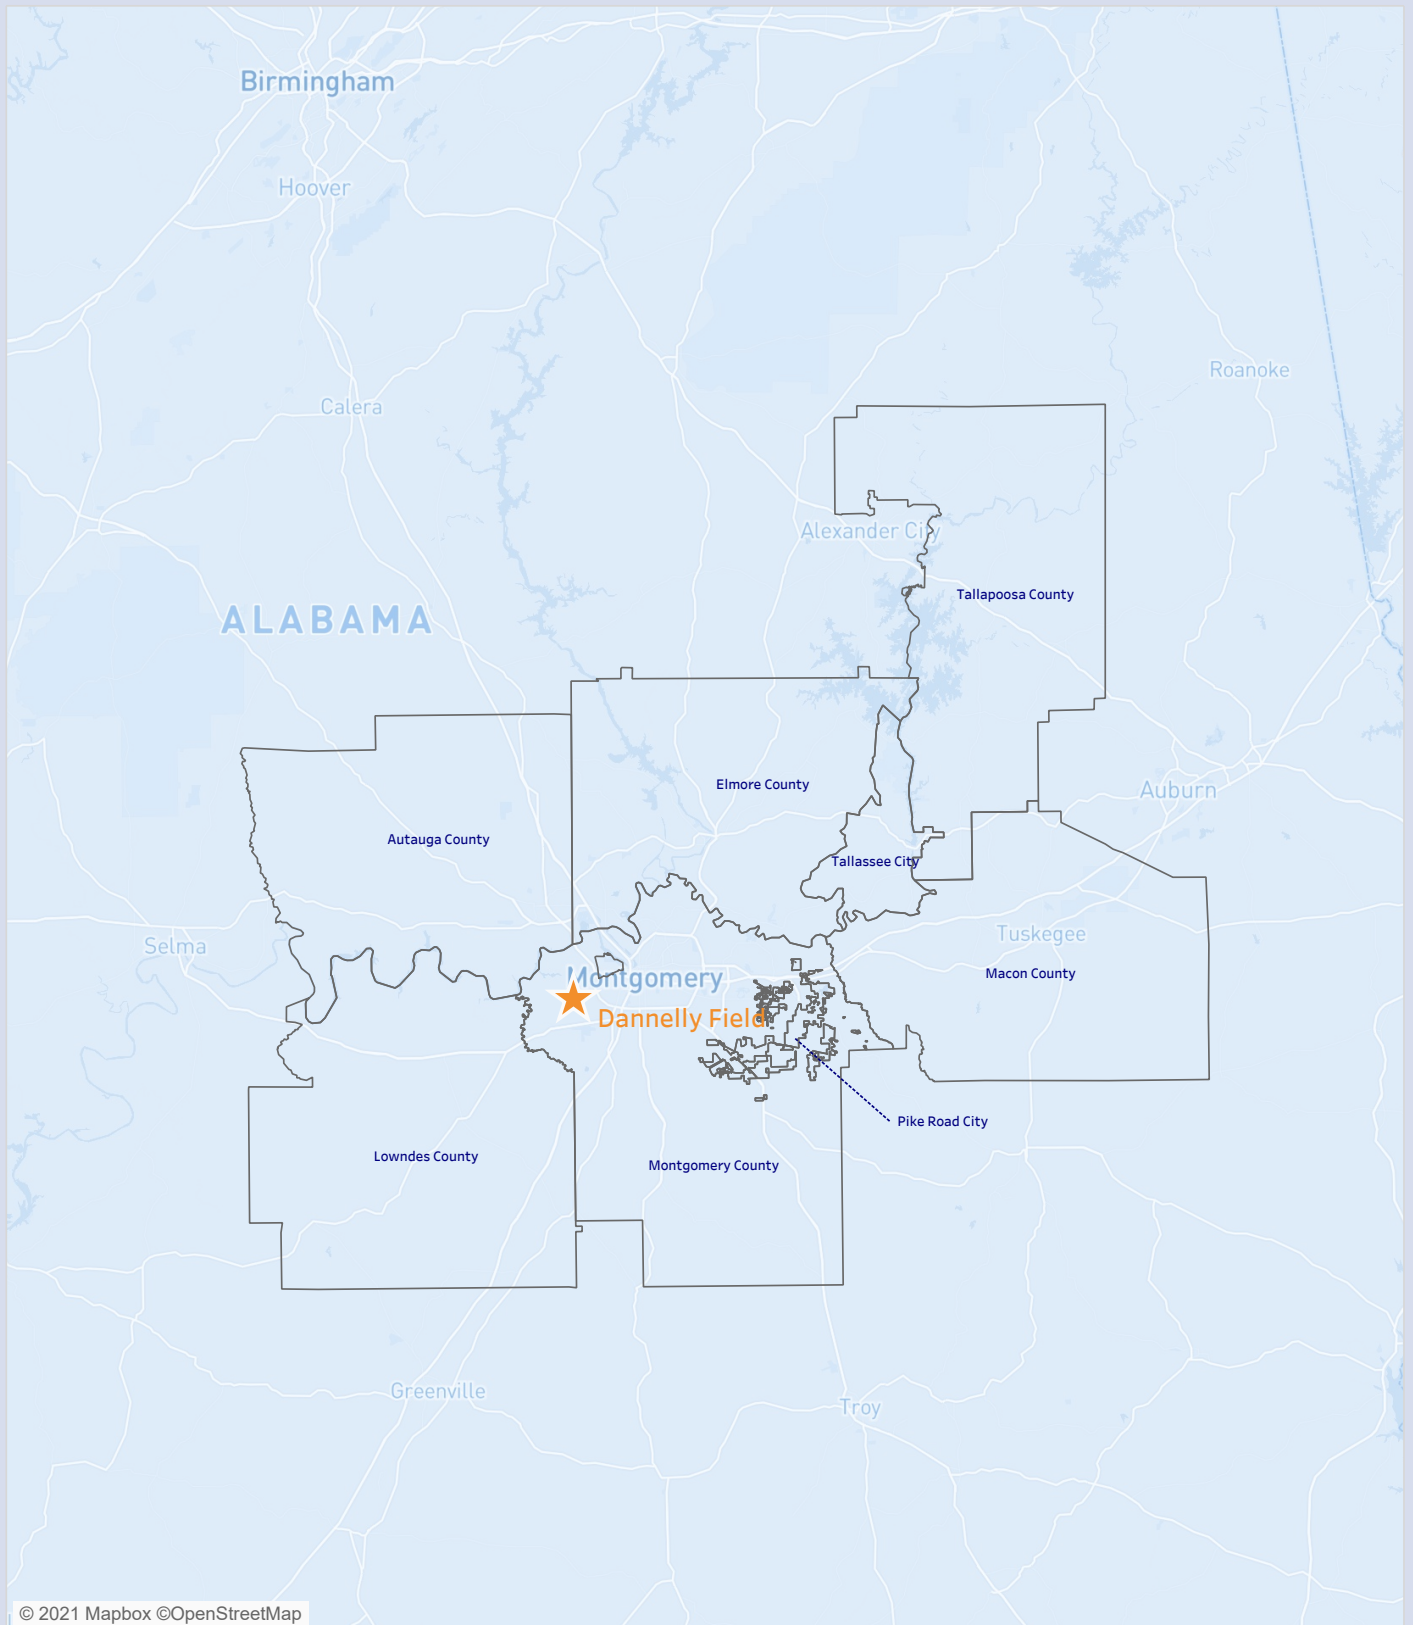 Birmingham
Hoover
Roanoke
Calera
Alexander City
Tallapoosa County
ALABAMA
Elmore County
Auburn
Autauga County
Tallassee City
Tuskegee
Selma
Macon County
Montgomery
Dannelly Field
Pike Road City
Lowndes County
Montgomery County
Greenville
Troy
© 2021 Mapbox ©OpenStreetMap